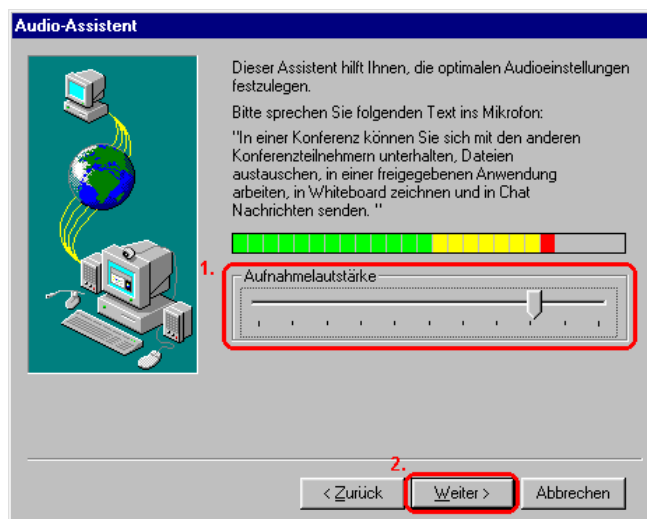 Audio-Assistent
Dieser Assistent hilft Ihnen, die optimalen Audioeinstellungen
festzulegen.
Bitte sprechen Sie folgenden Text ins Mikrofon:
"In einer Konferenz können Sie sich mit den anderen
Konferenzteilnehmern unterhalten, Dateien
austauschen, in einer freigegebenen Anwendung
arbeiten, in Whiteboard zeichnen und in Chat
Nachrichten senden. "
1.
Aufnahmelautstärke
2.
< Zurück Weiter > Abbrechen